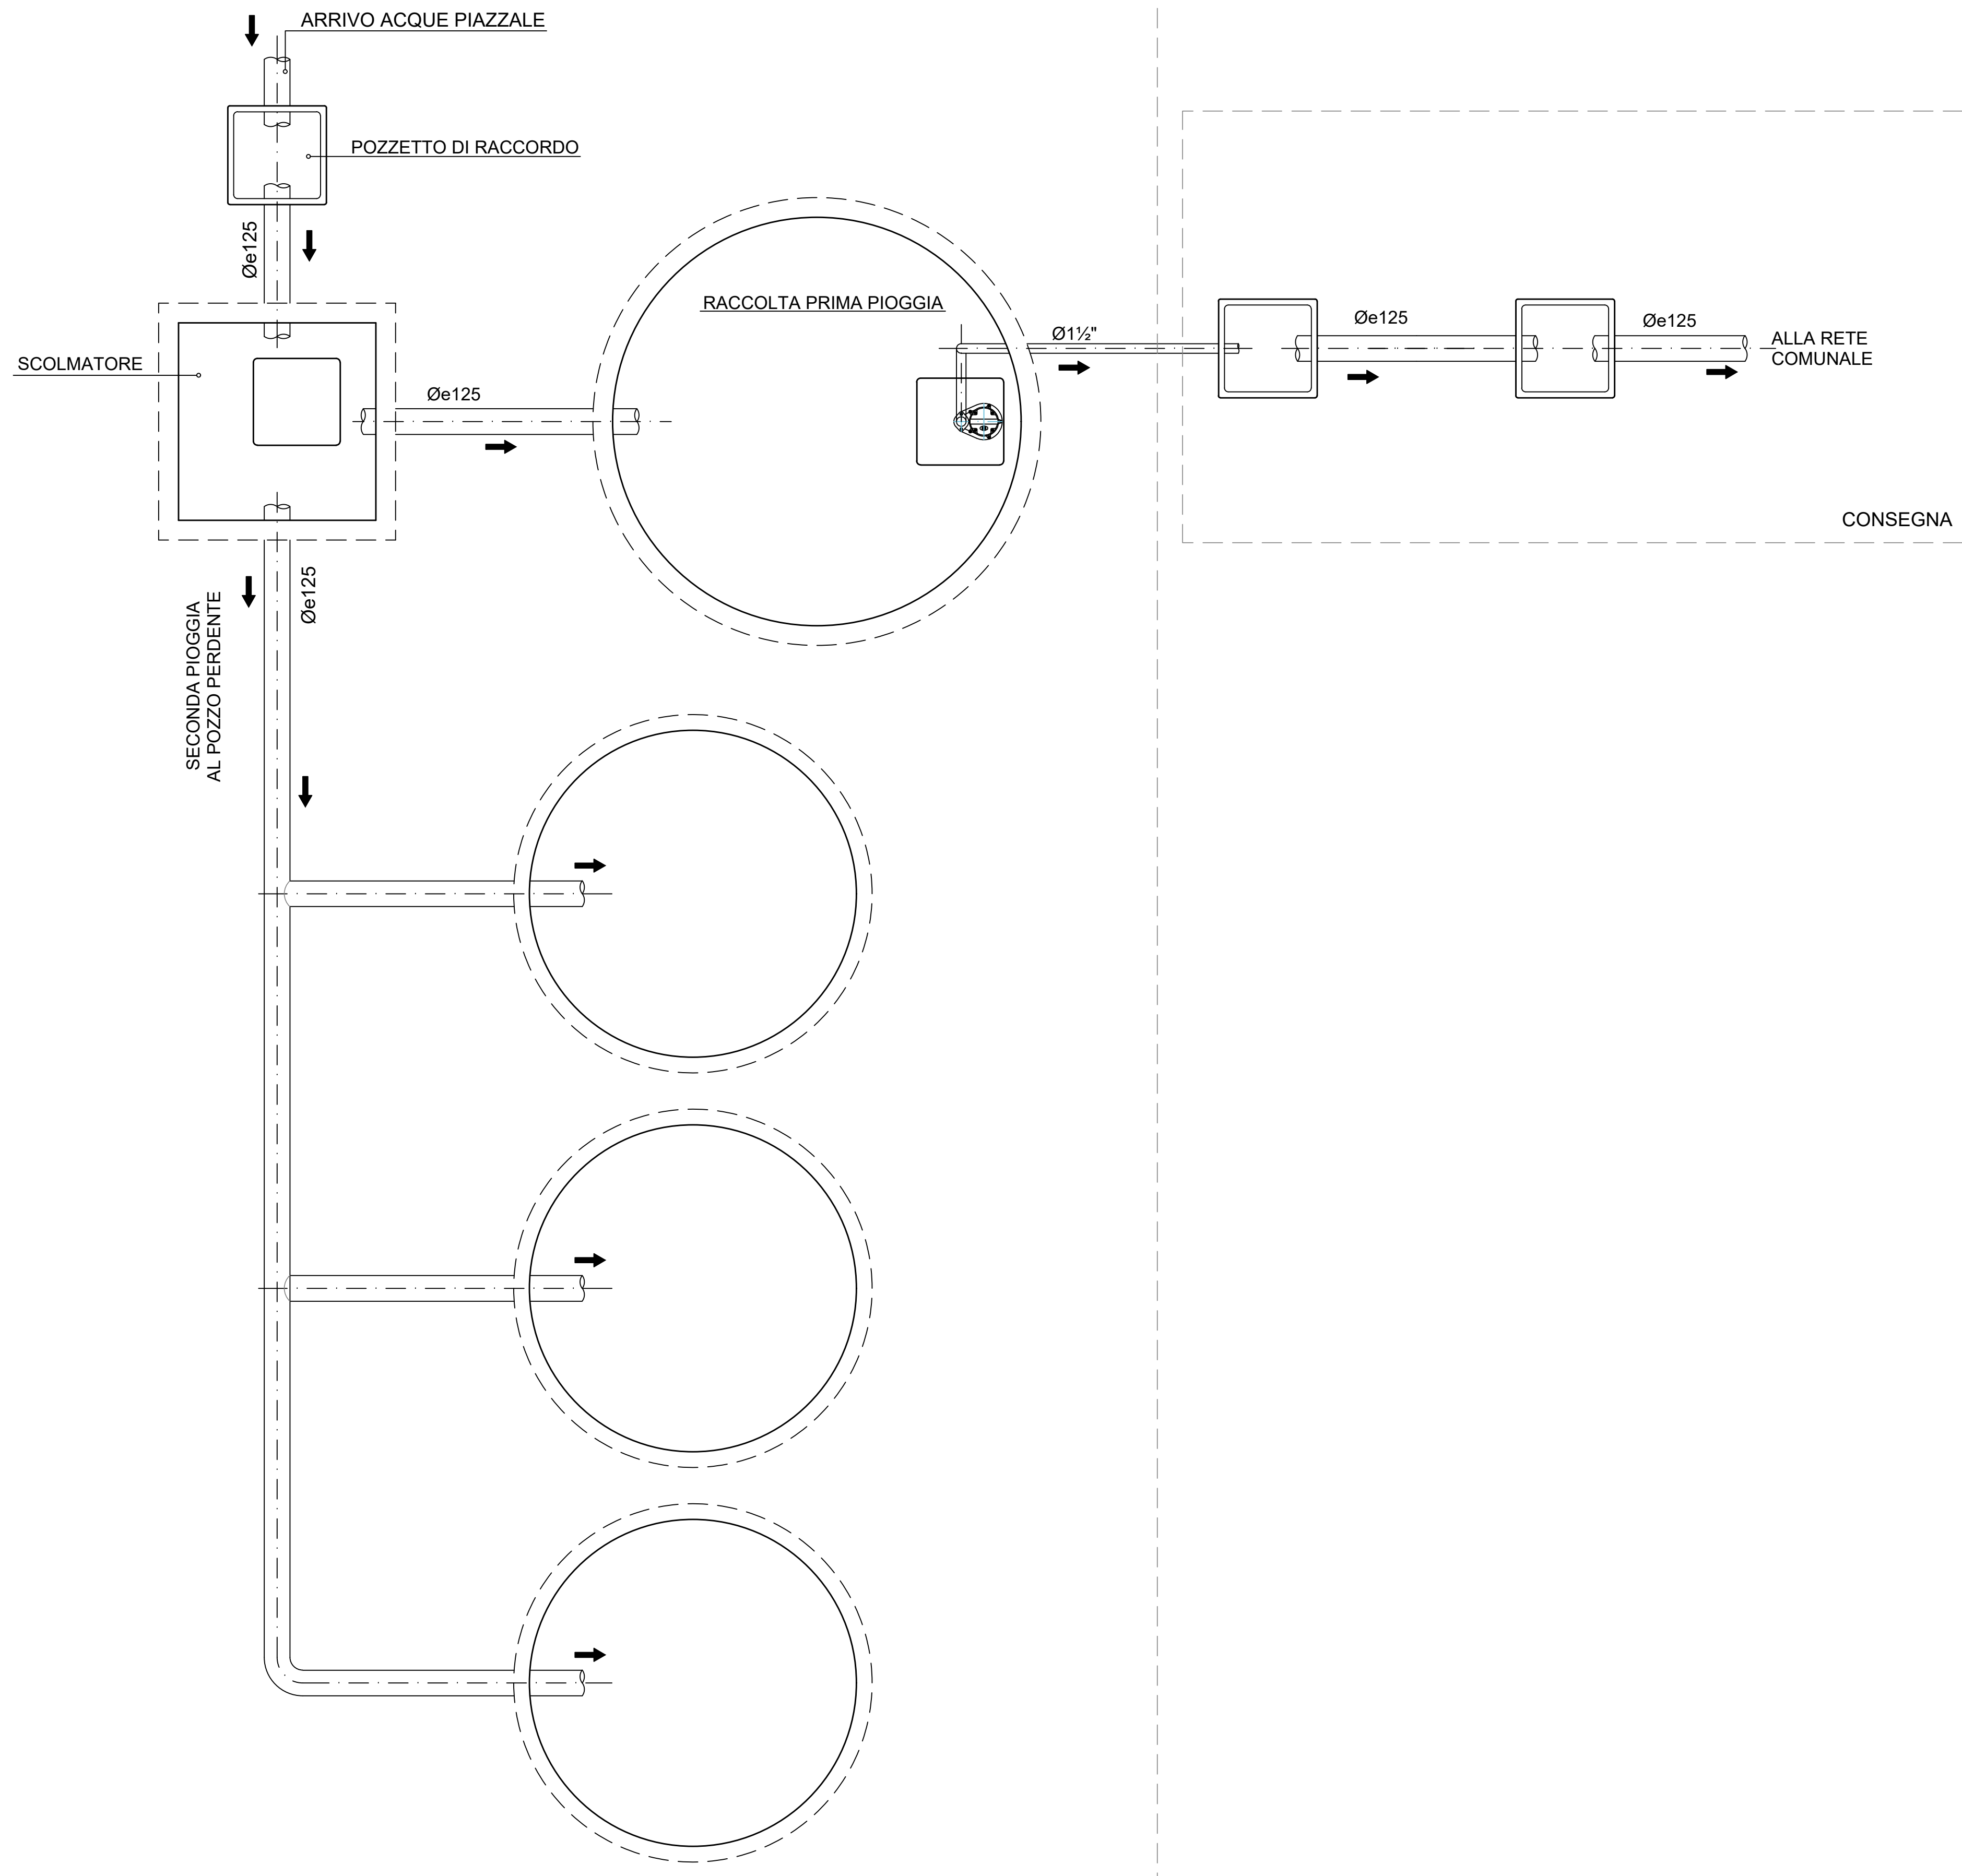 ARRIVO ACQUE PIAZZALE
POZZETTO DI RACCORDO
Øe125
RACCOLTA PRIMA PIOGGIA
SCOLMATORE
Øe125
Ø1½"
Øe125
Øe125
ALLA RETE
COMUNALE
CONSEGNA
Øe125
SECONDA PIOGGIA
AL POZZO PERDENTE